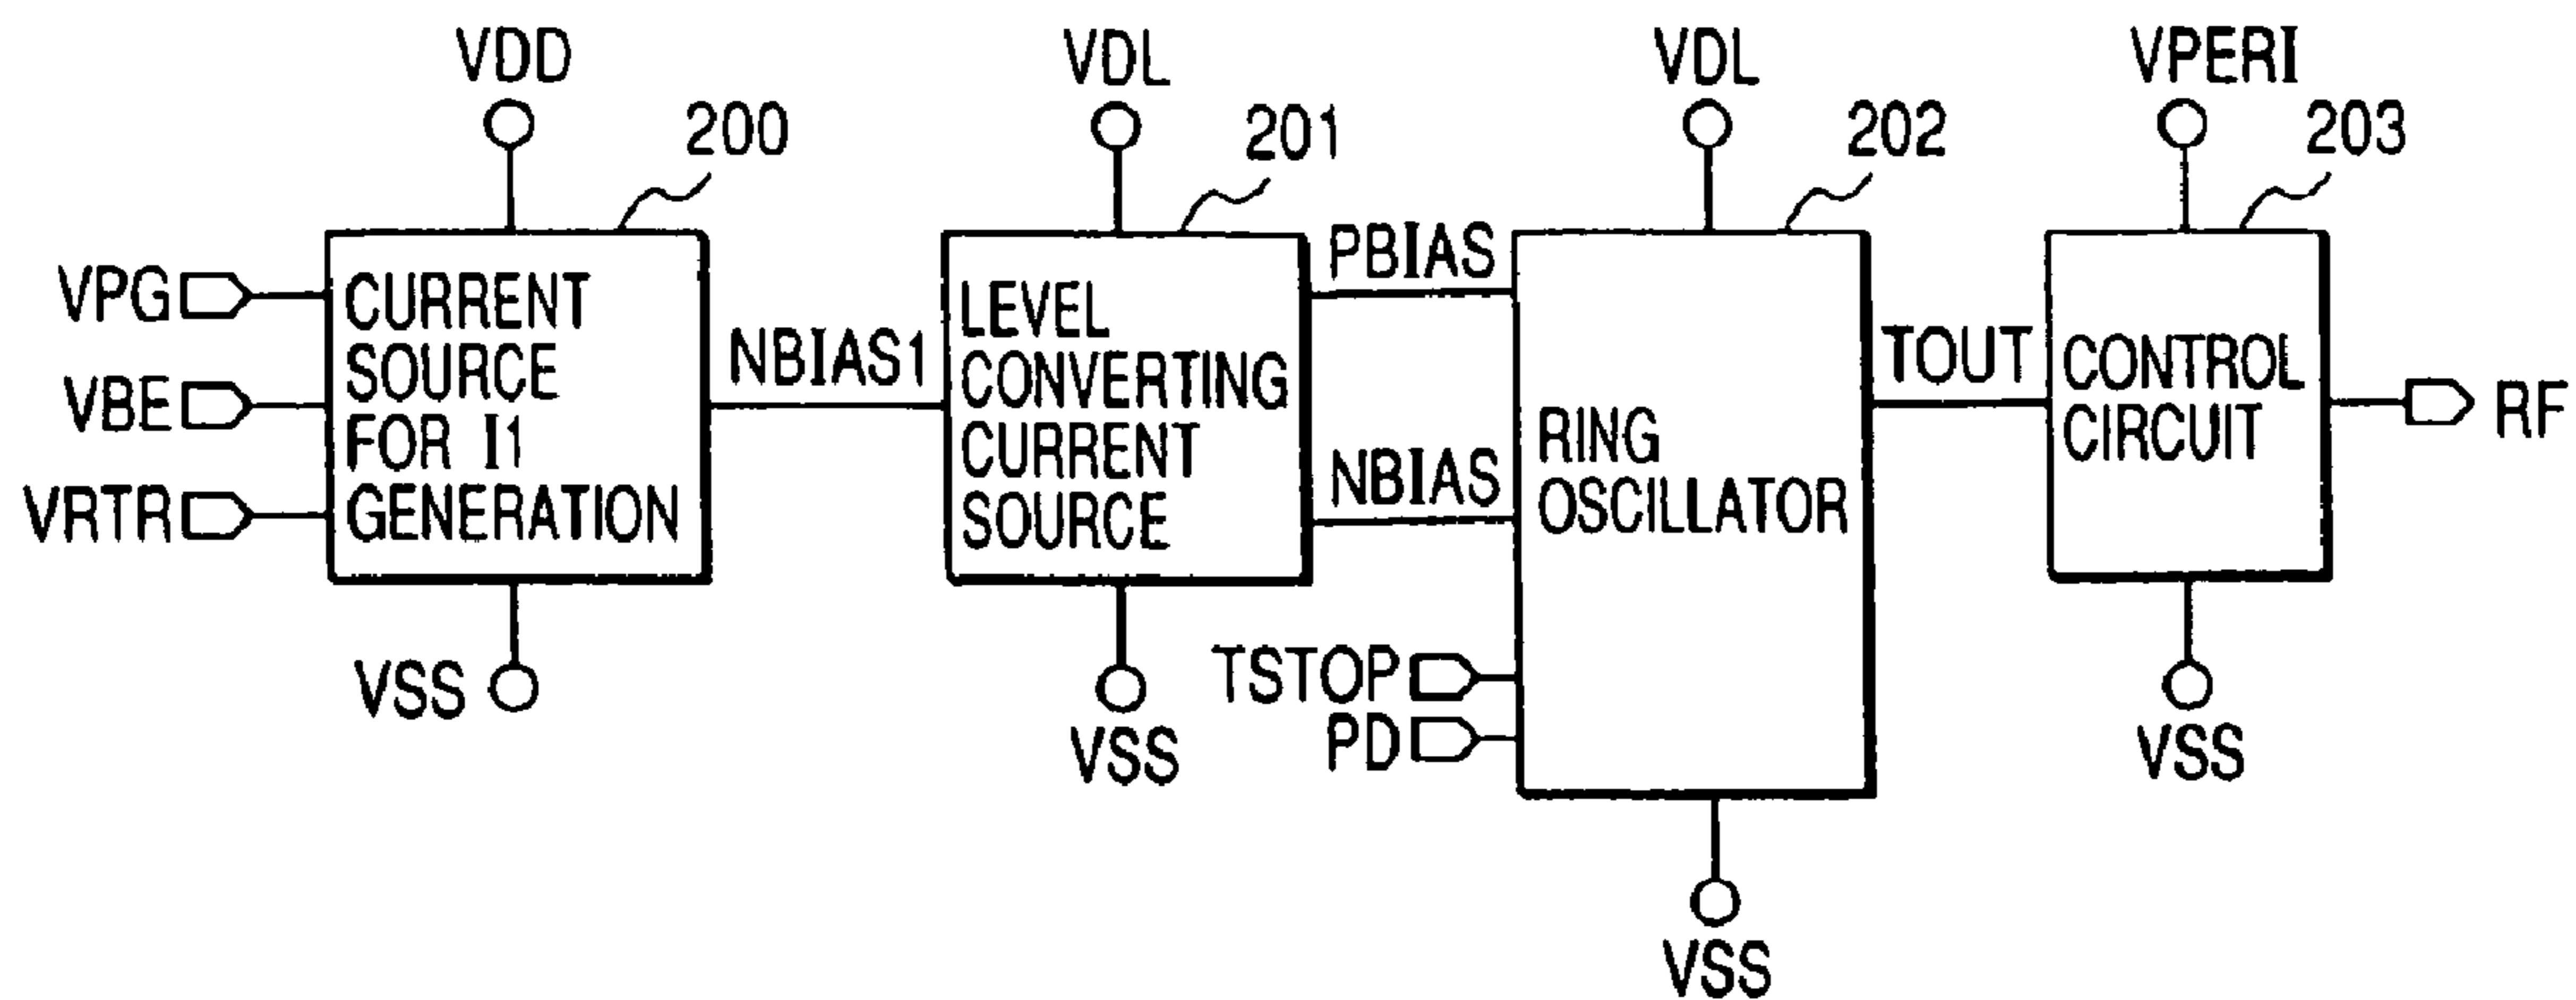 VDD
200
VPG
VBE
VRTR
CURRENT
SOURCE
FOR I1
GENERATION
VSS
NBIAS1
VDL
201
LEVEL
CONVERTING
CURRENT
SOURCE
VSS
PBIAS
NBIAS
TSTOP
PD
VDL
202
RING
OSCILLATOR
VSS
TOUT
VPERI
203
CONTROL
CIRCUIT
VSS
RF